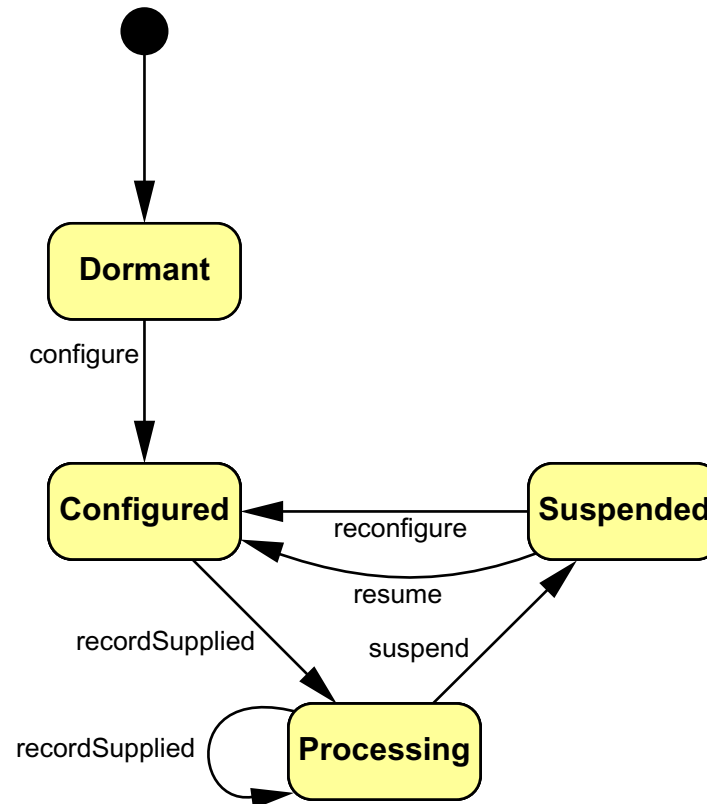 Dormant
configure
Configured
Suspended
reconfigure
resume
recordSupplied
suspend
recordSupplied
Processing